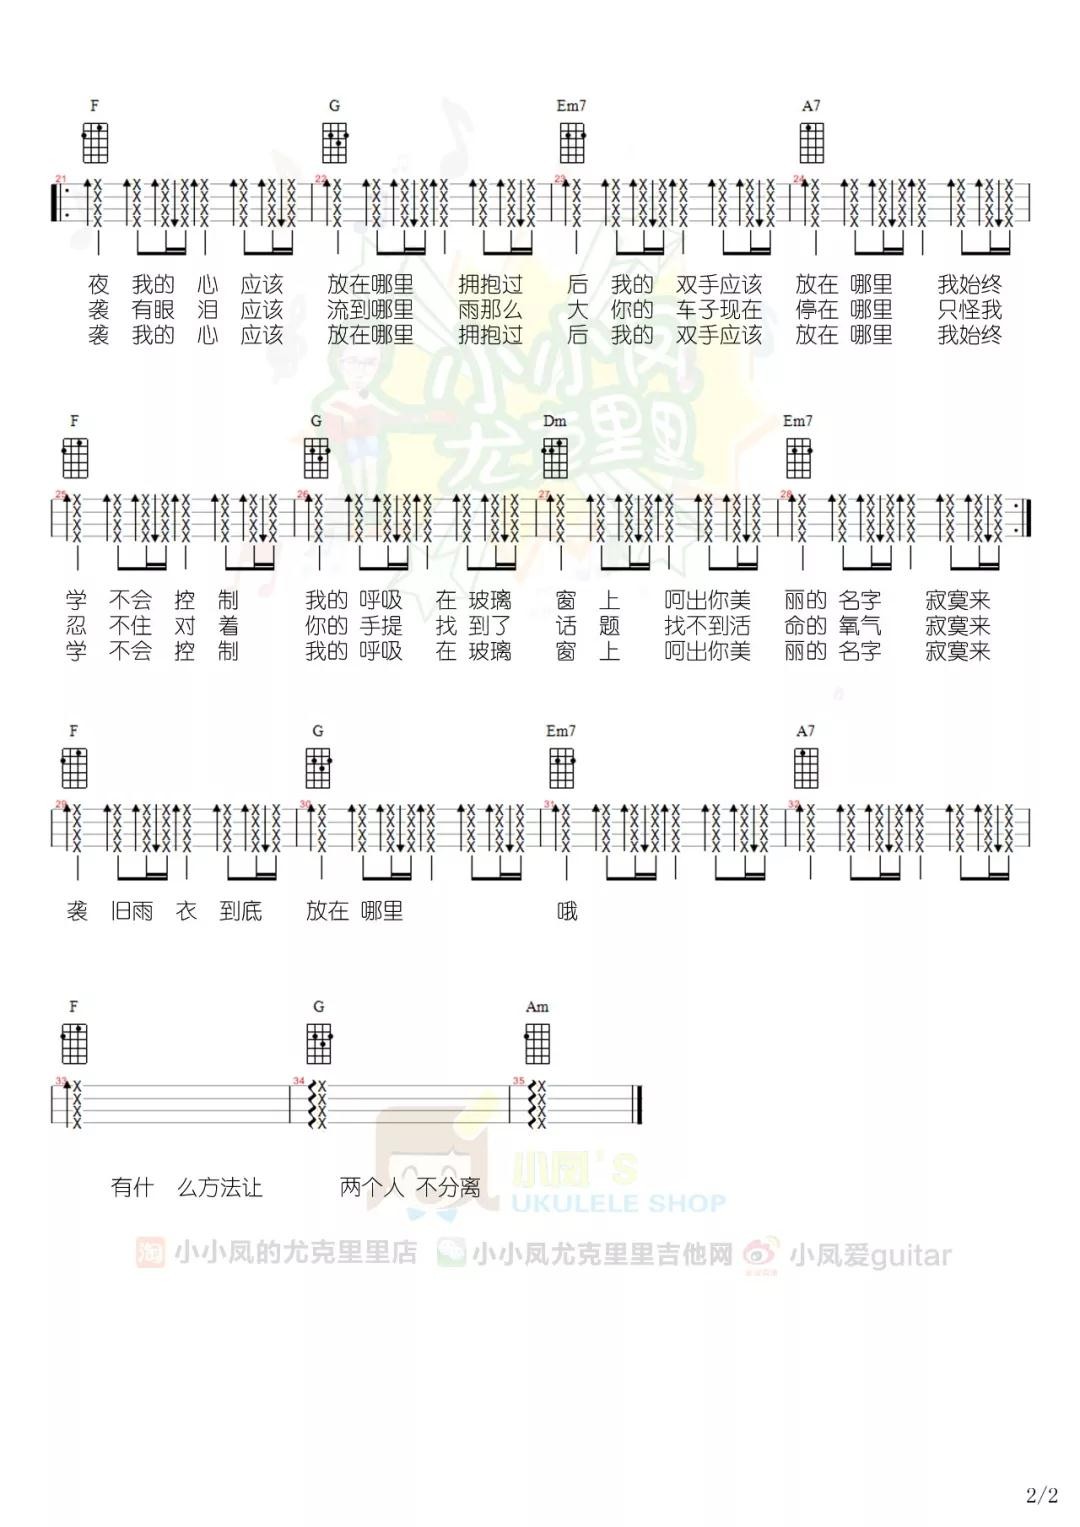 F G Em7 A7
21 22 23 24
夜 我的 心 应该 放在哪里 拥抱过 后 我的 双手应该 放在 哪里 我始终
袭 有眼 泪 应该 流到哪里 雨那么 大 你的 车子现在 停在 哪里 只怪我
袭 我的 心 应该 放在哪里 拥抱过 后 我的 双手应该 放在 哪里 我始终
F G Dm Em7
25 26 27 28
学 不会 控 制 我的 呼吸 在 玻璃 窗 上 呵出你美 丽的 名字 寂寞来
忍 不住 对 着 你的 手提 找 到了 话 题 找不到活 命的 氧气 寂寞来
学 不会 控 制 我的 呼吸 在 玻璃 窗 上 呵出你美 丽的 名字 寂寞来
F G Em7 A7
29 30 31 32
袭 旧雨 衣 到底 放在 哪里 哦
F G Am
33 34 35
有什 么方法让 两个人 不分离
小小凤
尤克里里
小凤's
UKULELE SHOP
淘 小小凤的尤克里里店 小小凤尤克里里吉他网 小凤爱guitar
2/2